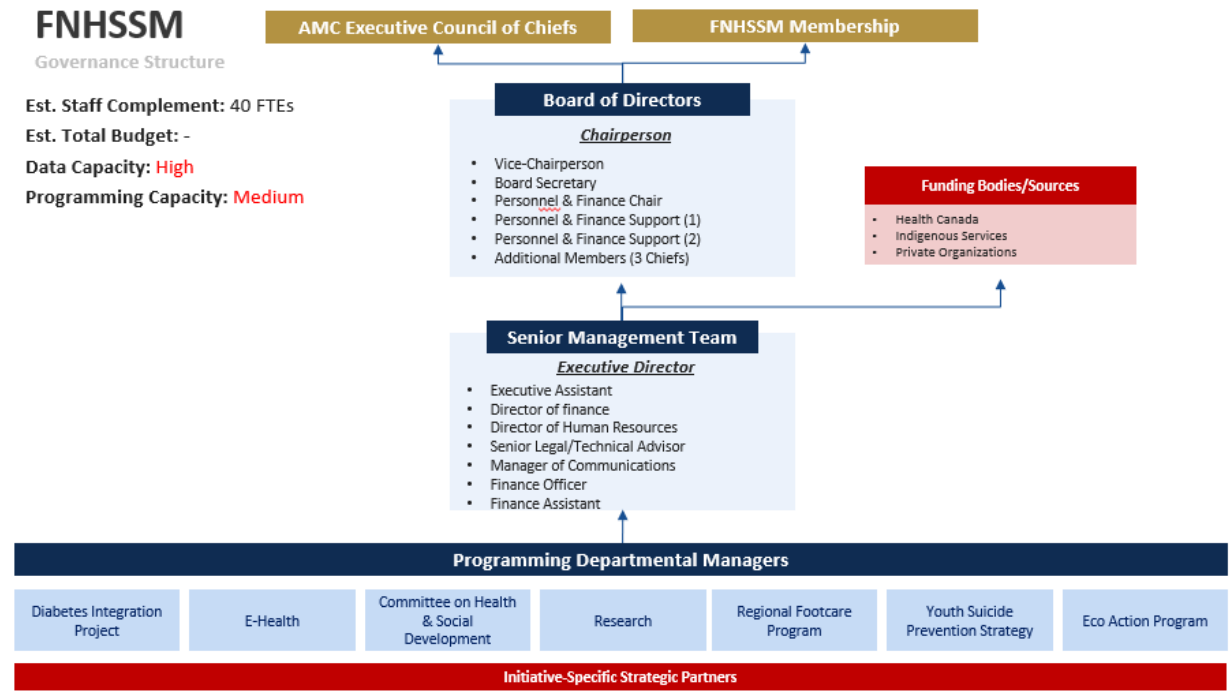 FNHSSM
Governance Structure
Est. Staff Complement: 40 FTEs
Est. Total Budget: -
Data Capacity: High
Programming Capacity: Medium
AMC Executive Council of Chiefs
FNHSSM Membership
Board of Directors
Chairperson
• Vice-Chairperson
• Board Secretary
• Personnel & Finance Chair
• Personnel & Finance Support (1)
• Personnel & Finance Support (2)
• Additional Members (3 Chiefs)
Funding Bodies/Sources
• Health Canada
• Indigenous Services
• Private Organizations
Senior Management Team
Executive Director
• Executive Assistant
• Director of finance
• Director of Human Resources
• Senior Legal/Technical Advisor
• Manager of Communications
• Finance Officer
• Finance Assistant
Programming Departmental Managers
Diabetes Integration
Project
E-Health
Committee on Health
& Social
Development
Research
Regional Footcare
Program
Youth Suicide
Prevention Strategy
Eco Action Program
Initiative-Specific Strategic Partners